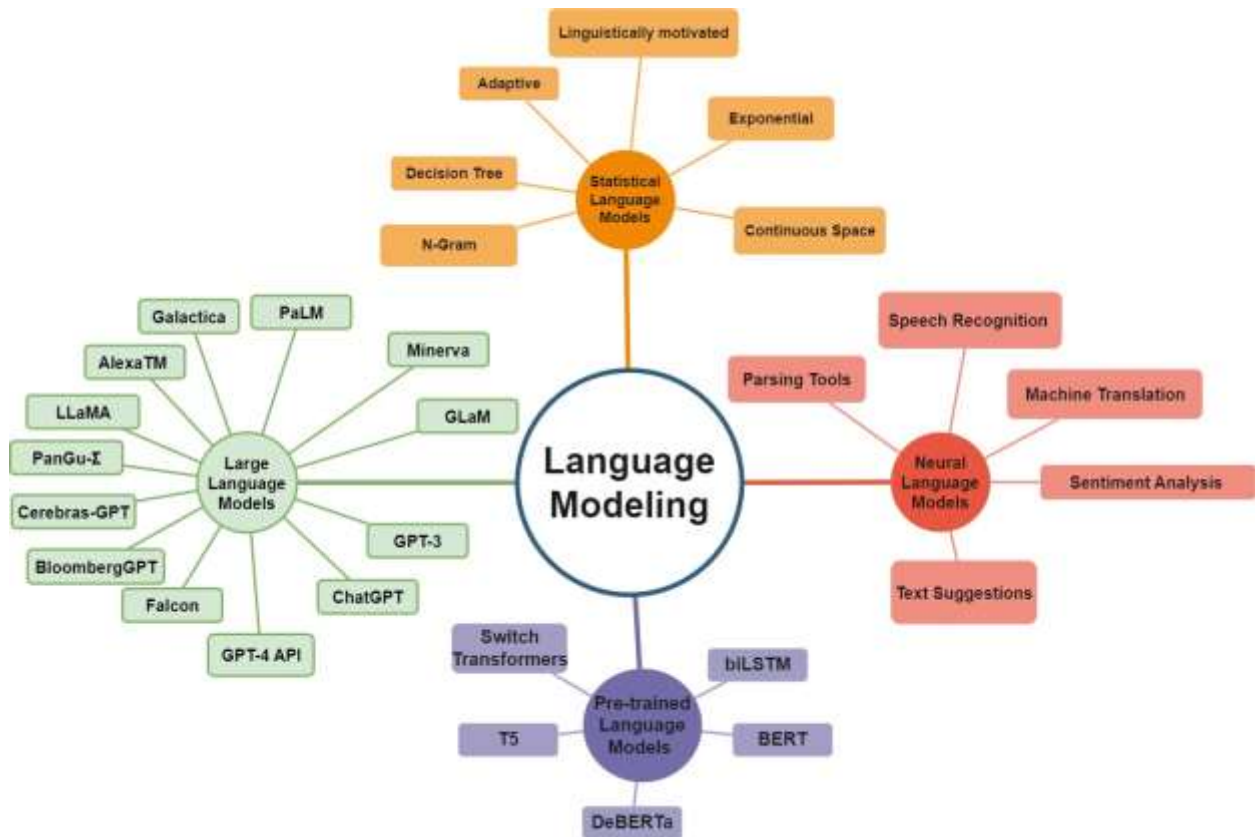 Linguistically motivated
Adaptive
Exponential
Decision Tree
Statistical
Language
Models
Continuous Space
N-Gram
Galactica
PaLM
Minerva
AlexaTM
LLaMA
GLaM
PanGu-Σ
Large
Language
Models
Cerebras-GPT
GPT-3
BloombergGPT
ChatGPT
Falcon
GPT-4 API
Language
Modeling
Speech Recognition
Parsing Tools
Machine Translation
Neural
Language
Models
Sentiment Analysis
Text Suggestions
Switch
Transformers
biLSTM
Pre-trained
Language
Models
T5
BERT
DeBERTa